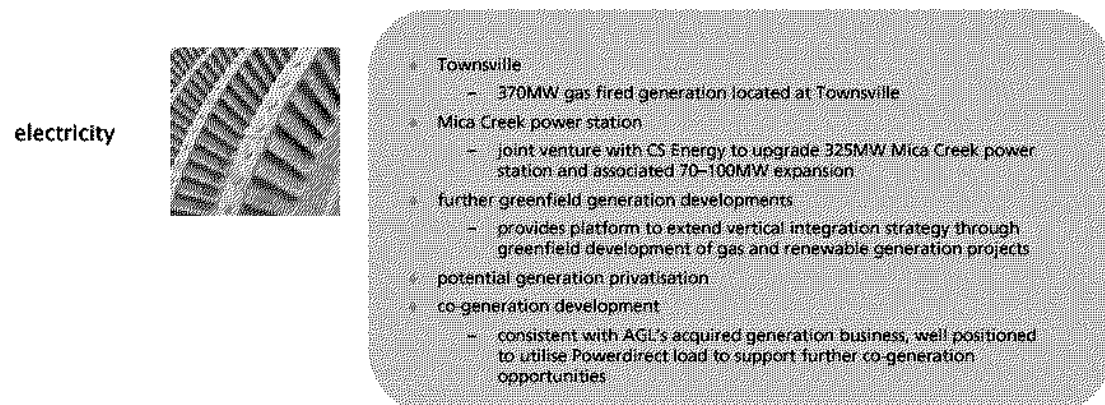 electricity
Townsville
– 370MW gas fired generation located at Townsville
Mica Creek power station
– joint venture with CS Energy to upgrade 325MW Mica Creek power
station and associated 70–100MW expansion
further greenfield generation developments
– provides platform to extend vertical integration strategy through
greenfield development of gas and renewable generation projects
potential generation privatisation
co-generation development
– consistent with AGL's acquired generation business, well positioned
to utilise Powerdirect load to support further co-generation
opportunities